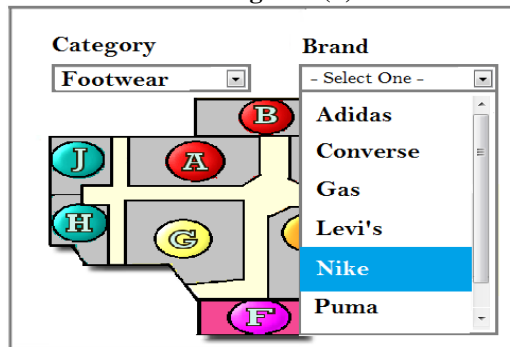 Category
Brand
Footwear
- Select One -
Adidas
Converse
Gas
Levi's
Nike
Puma
B
J
A
H
G
F